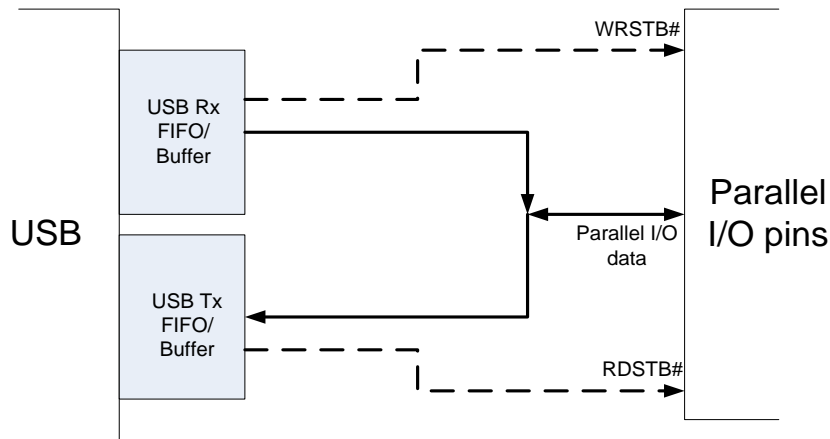 WRSTB#
USB Rx
FIFO/
Buffer
USB
Parallel
I/O pins
Parallel I/O
data
USB Tx
FIFO/
Buffer
RDSTB#